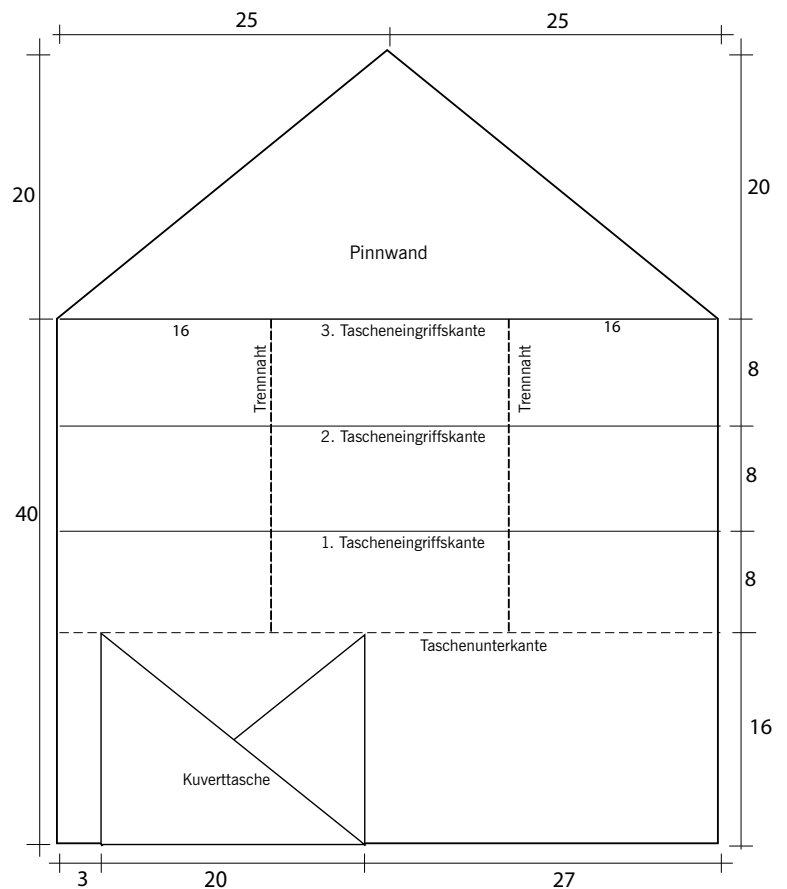 25
25
20
20
Pinnwand
16
3. Tascheneingriffskante
16
Trennnaht
Trennnaht
8
2. Tascheneingriffskante
8
40
1. Tascheneingriffskante
8
Taschenunterkante
16
Kuverttasche
3
20
27